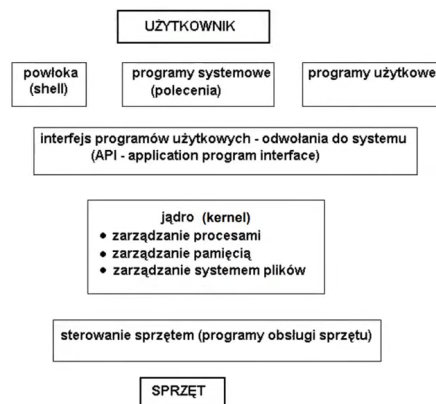 UŻYTKOWNIK
powłoka
(shell)
programy systemowe
(polecenia)
programy użytkowe
interfejs programów użytkowych - odwołania do systemu
(API - application program interface)
jądro (kernel)
• zarządzanie procesami
• zarządzanie pamięcią
• zarządzanie systemem plików
sterowanie sprzętem (programy obsługi sprzętu)
SPRZĘT